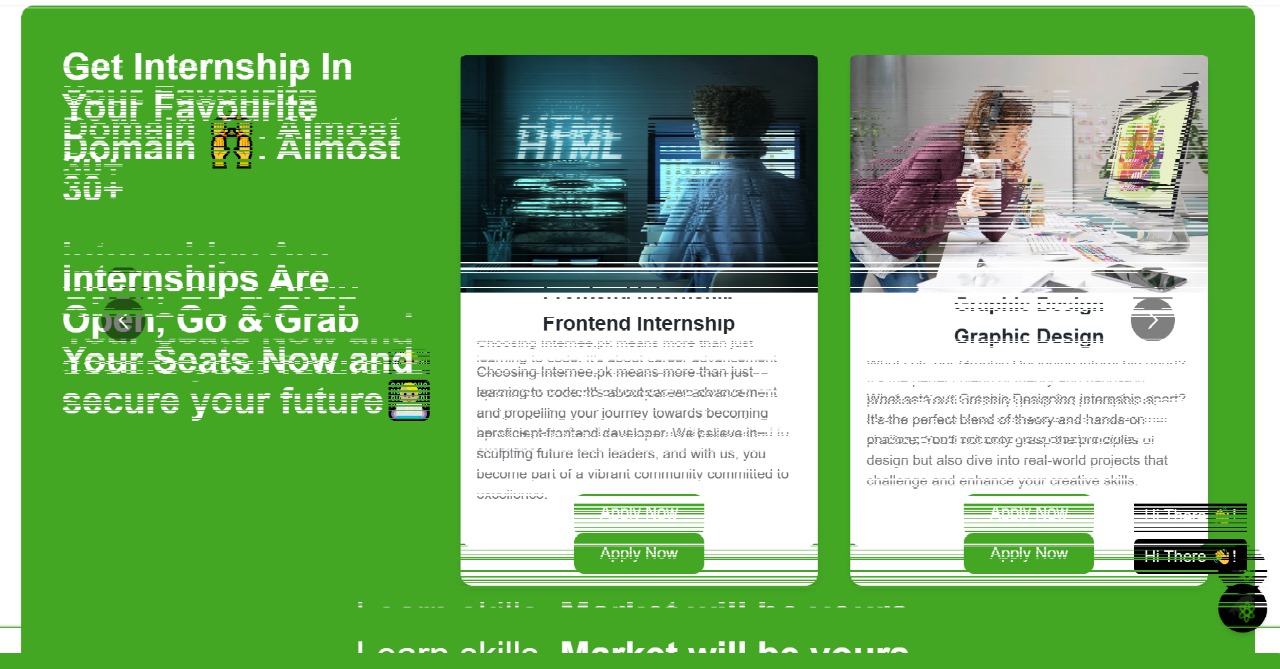 Get Internship In
Your Favourite
Domain 👬. Almost
30+
Internships Are
Open, Go & Grab
Your Seats Now and
secure your future👨‍🎓
HTML
Frontend Internship
Choosing Internee.pk means more than just
learning to code. It's about career advancement
and propelling your journey towards becoming
a proficient frontend developer. We believe in
sculpting future tech leaders, and with us, you
become part of a vibrant community committed to
excellence.
Apply Now
Graphic Design
What sets our Graphic Designing internship apart?
It's the perfect blend of theory and hands-on
practice. You'll not only grasp the principles of
design but also dive into real-world projects that
challenge and enhance your creative skills.
Apply Now
Hi There 👋!
Learn skills, Market will be yours